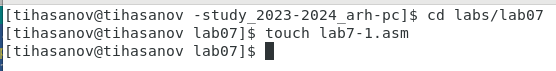 [tihasanov@tihasanov -study_2023-2024_arh-pc]$ cd labs/lab07
[tihasanov@tihasanov lab07]$ touch lab7-1.asm
[tihasanov@tihasanov lab07]$